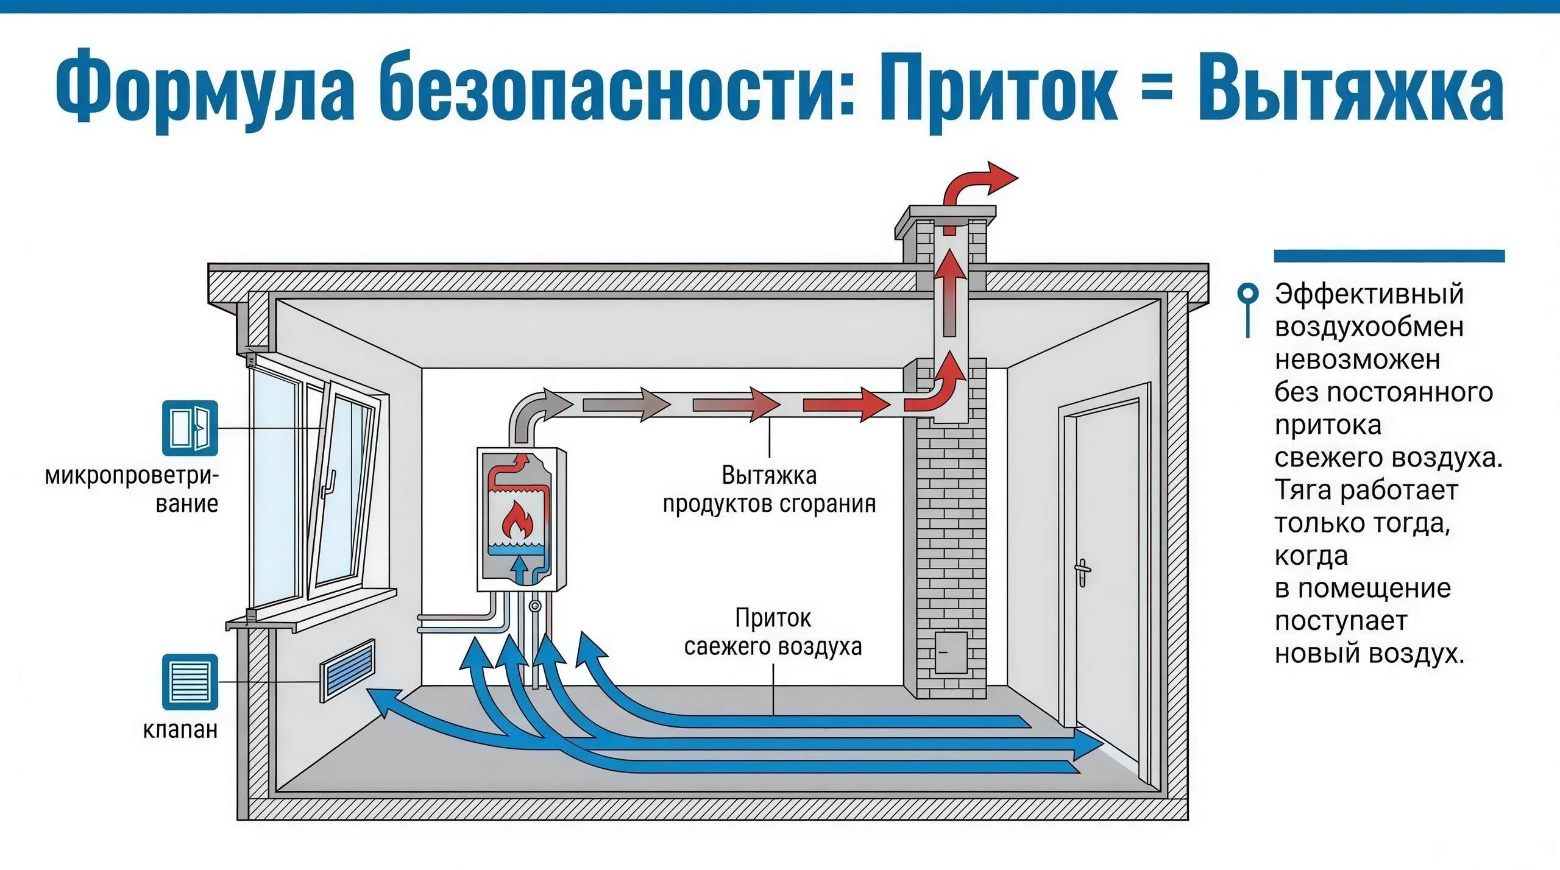 Формула безопасности: Приток = Вытяжка
микропроветри-
вание
клапан
Вытяжка
продуктов сгорания
Приток
свежего воздуха
Эффективный
воздухообмен
невозможен
без постоянного
притока
свежего воздуха.
Тяга работает
только тогда,
когда
в помещение
поступает
новый воздух.